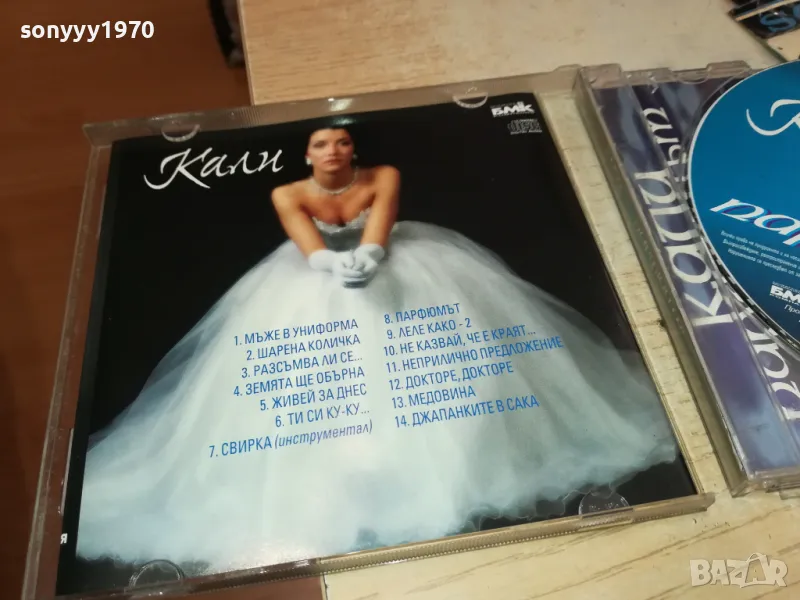 sonyyy1970
БМК
Кали
1. МЪЖЕ В УНИФОРМА
2. ШАРЕНА КОЛИЧКА
3. РАЗСЪМВА ЛИ СЕ...
4. ЗЕМЯТА ЩЕ ОБЪРНА
5. ЖИВЕЙ ЗА ДНЕС
6. ТИ СИ КУ-КУ...
7. СВИРКА (инструментал)
8. ПАРФЮМЪТ
9. ЛЕЛЕ КАКО - 2
10. НЕ КАЗВАЙ, ЧЕ Е КРАЯТ...
11. НЕПРИЛИЧНО ПРЕДЛОЖЕНИЕ
12. ДОКТОРЕ, ДОКТОРЕ
13. МЕДОВИНА
14. ДЖАПАНКИТЕ В САКА
кали
БМК
BAZAR